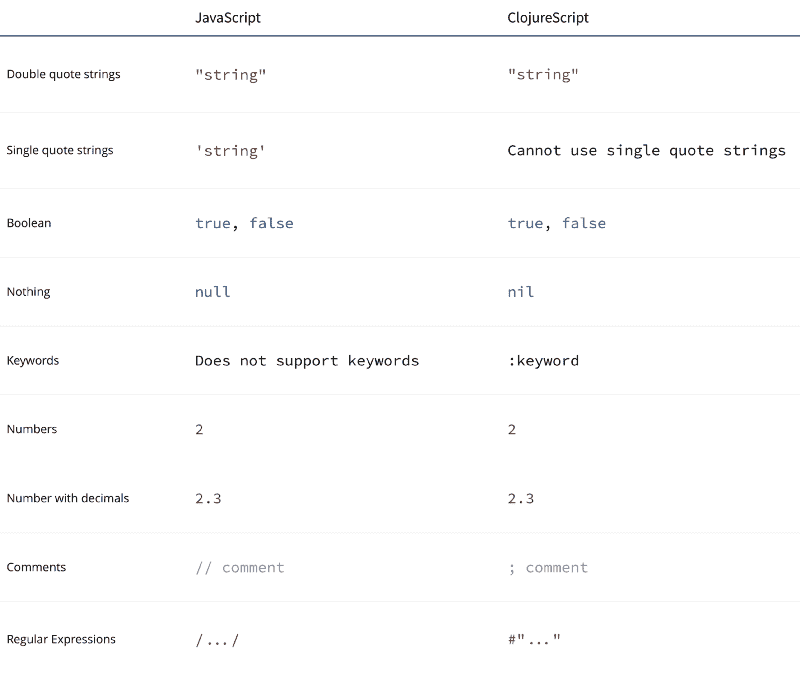 JavaScript ClojureScript
Double quote strings "string" "string"
Single quote strings 'string' Cannot use single quote strings
Boolean true, false true, false
Nothing null nil
Keywords Does not support keywords :keyword
Numbers 2 2
Number with decimals 2.3 2.3
Comments // comment ; comment
Regular Expressions /.../ #"..."